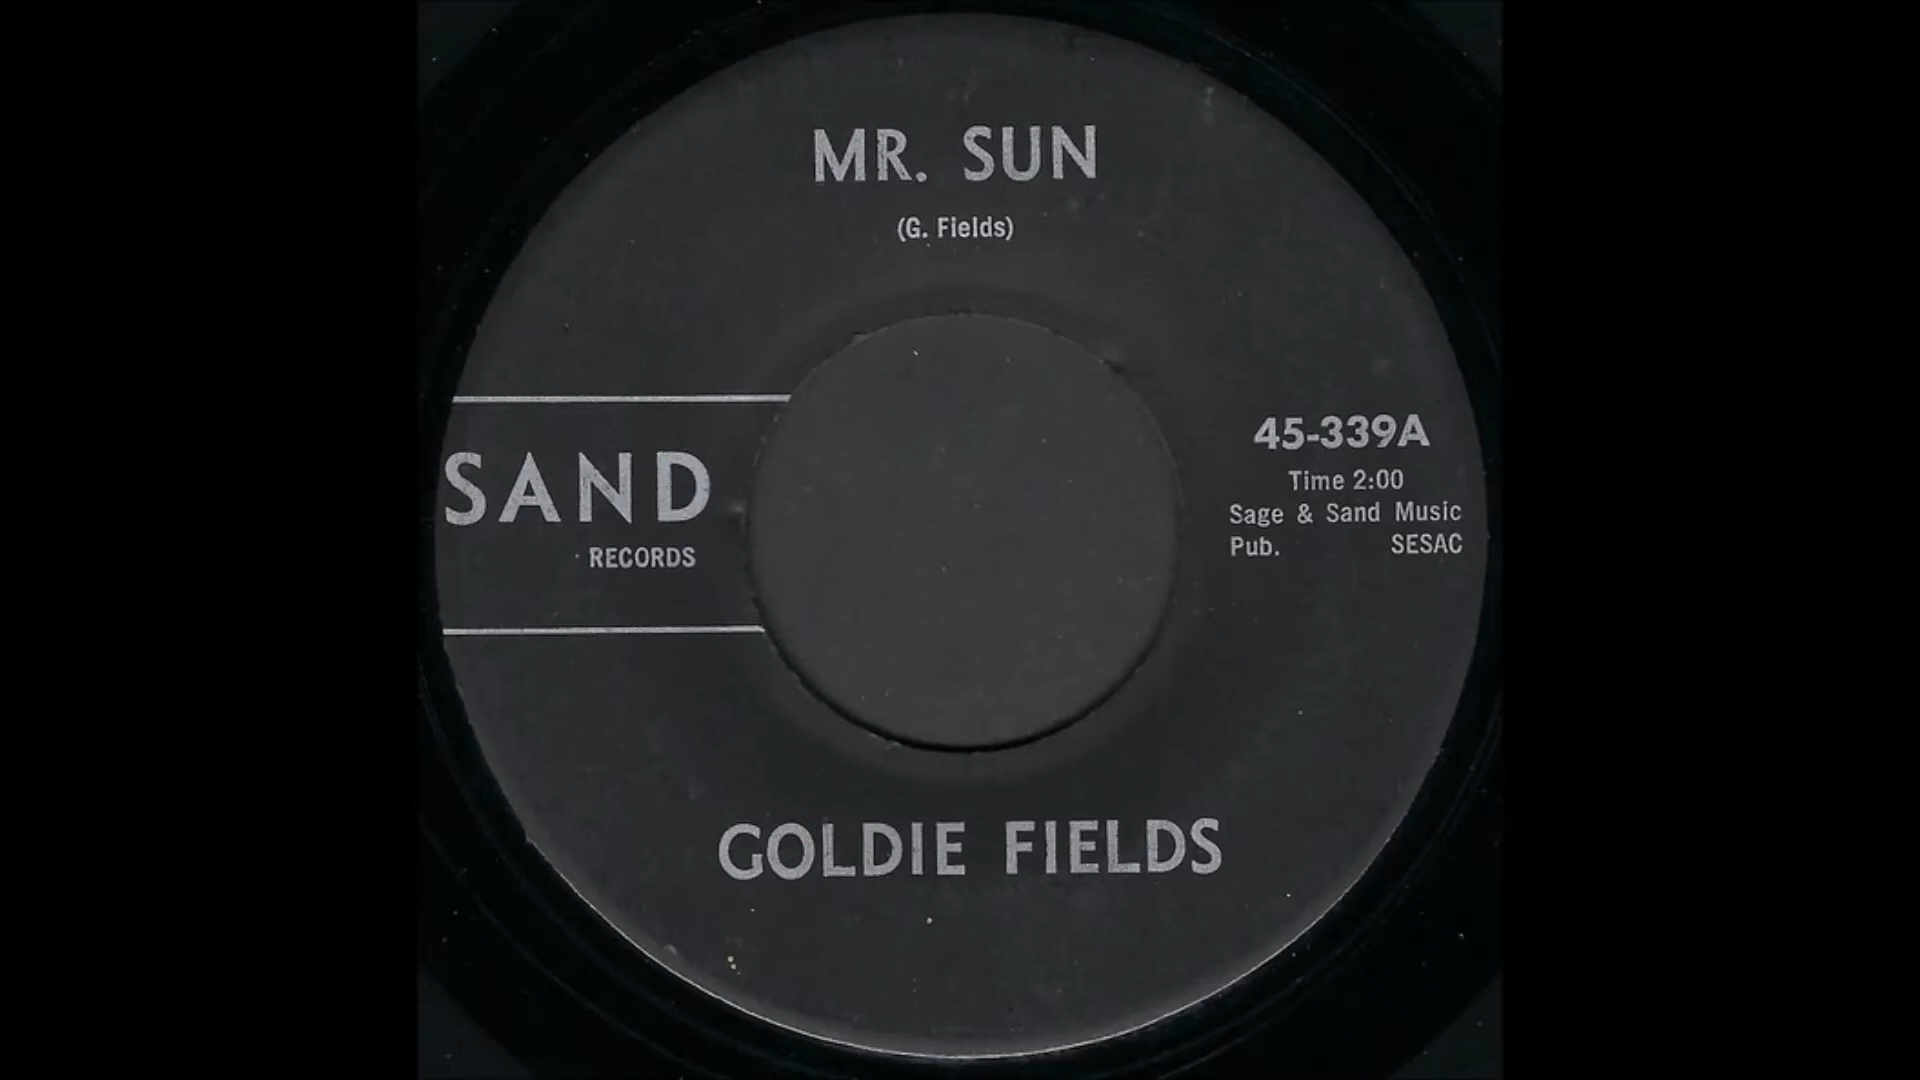 MR. SUN
(G. Fields)
SAND
RECORDS
45-339A
Time 2:00
Sage & Sand Music
Pub. SESAC
GOLDIE FIELDS